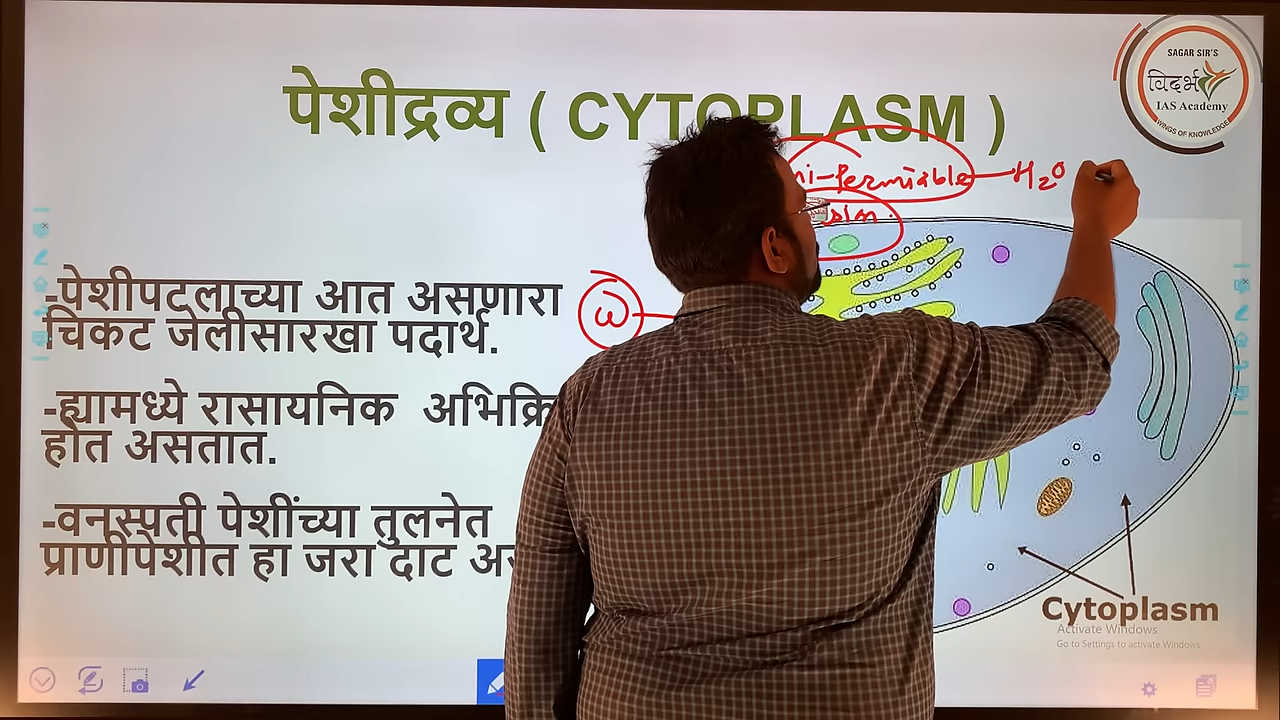 पेशीद्रव्य ( CYTOPLASM )
SAGAR SIR'S
विदर्भ
IAS Academy
WINGS OF KNOWLEDGE
-Permiable — H2O
-पेशीपटलाच्या आत असणारा
चिकट जेलीसारखा पदार्थ.
-ह्यामध्ये रासायनिक
होत असतात.
-वनस्पती पेशींच्या तुलनेत
प्राणीपेशीत हा जरा दाट
Cytoplasm
Activate Windows
Go to Settings to activate Windows.